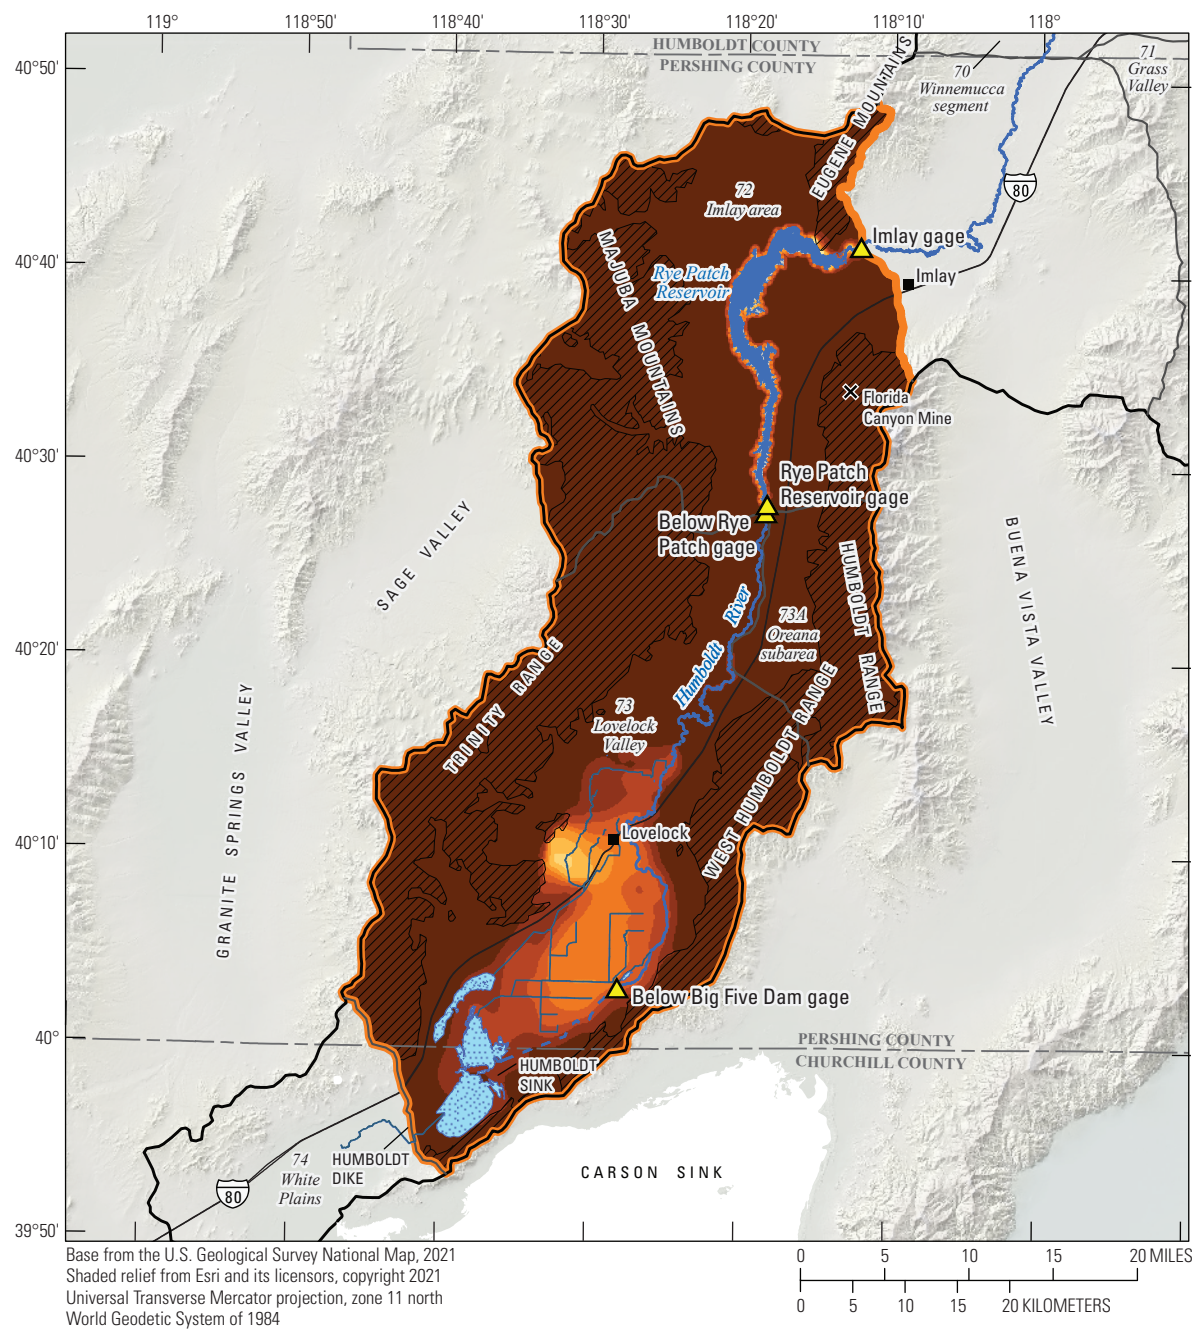 119°
118°50'
118°40'
118°30'
118°20'
118°10'
118°
40°50'
40°40'
40°30'
40°20'
40°10'
40°
39°50'
HUMBOLDT COUNTY
PERSHING COUNTY
70
Winnemucca
segment
71
Grass
Valley
EUGENE MOUNTAINS
80
72
Imlay area
Imlay gage
Imlay
Rye Patch
Reservoir
MAJUBA MOUNTAINS
Florida
Canyon Mine
Rye Patch
Reservoir gage
Below Rye
Patch gage
SAGE VALLEY
BUENA VISTA VALLEY
HUMBOLDT RANGE
Humboldt River
73A
Oreana
subarea
TRINITY RANGE
73
Lovelock
Valley
WEST HUMBOLDT RANGE
GRANITE SPRINGS VALLEY
Lovelock
Below Big Five Dam gage
PERSHING COUNTY
CHURCHILL COUNTY
HUMBOLDT
SINK
HUMBOLDT
DIKE
74
White
Plains
80
CARSON SINK
Base from the U.S. Geological Survey National Map, 2021
Shaded relief from Esri and its licensors, copyright 2021
Universal Transverse Mercator projection, zone 11 north
World Geodetic System of 1984
0 5 10 15 20 MILES
0 5 10 15 20 KILOMETERS